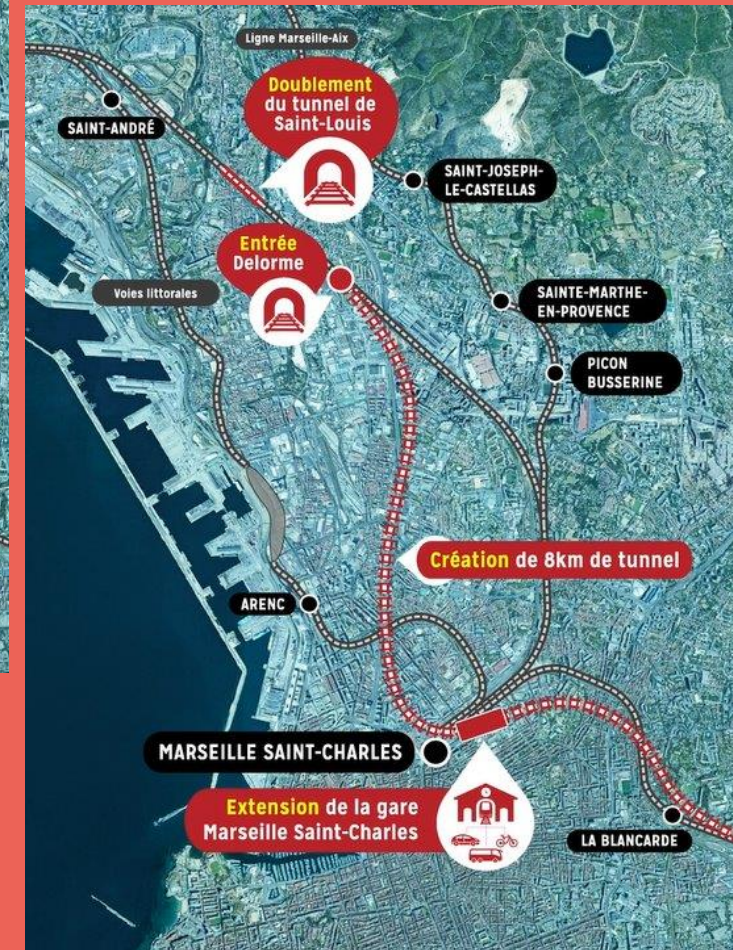 Ligne Marseille-Aix
Doublement
du tunnel de
Saint-Louis
SAINT-ANDRÉ
SAINT-JOSEPH-
LE-CASTELLAS
Entrée
Delorme
Voies littorales
SAINTE-MARTHE-
EN-PROVENCE
PICON
BUSSERINE
Création de 8km de tunnel
ARENC
MARSEILLE SAINT-CHARLES
Extension de la gare
Marseille Saint-Charles
LA BLANCARDE